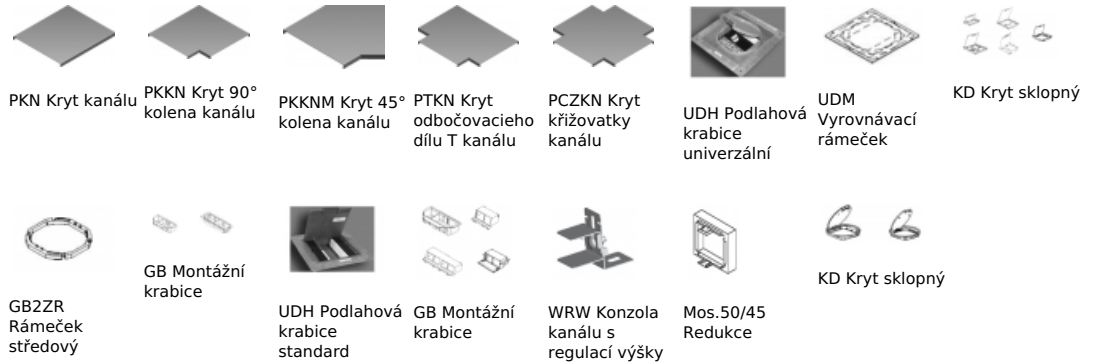 PKN Kryt kanálu
PKKN Kryt 90°
kolena kanálu
PKKNM Kryt 45°
kolena kanálu
PTKN Kryt
odbočovacieho
dílu T kanálu
PCZKN Kryt
křižovatky
kanálu
UDH Podlahová
krabice
univerzální
UDM
Vyrovnávací
rámeček
KD Kryt sklopný
GB2ZR
Rámeček
středový
GB Montážní
krabice
UDH Podlahová
krabice
standard
GB Montážní
krabice
WRW Konzola
kanálu s
regulací výšky
Mos.50/45
Redukce
KD Kryt sklopný